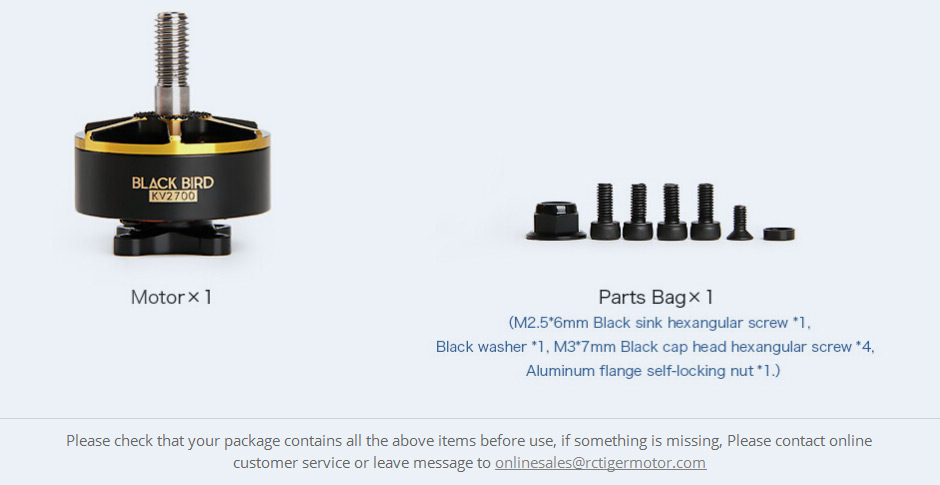 BLACK BIRD
KV2700
Motor×1
Parts Bag×1
(M2.5*6mm Black sink hexangular screw *1,
Black washer *1, M3*7mm Black cap head hexangular screw *4,
Aluminum flange self-locking nut *1.)
Please check that your package contains all the above items before use, if something is missing, Please contact online
customer service or leave message to onlinesales@rctigermotor.com